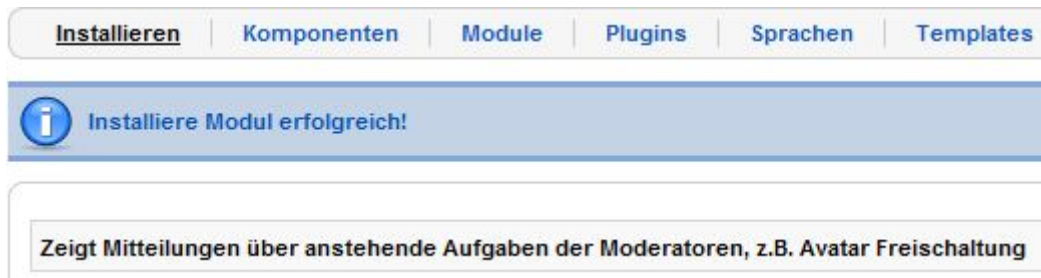 Installieren Komponenten Module Plugins Sprachen Templates
Installiere Modul erfolgreich!
Zeigt Mitteilungen über anstehende Aufgaben der Moderatoren, z.B. Avatar Freischaltung